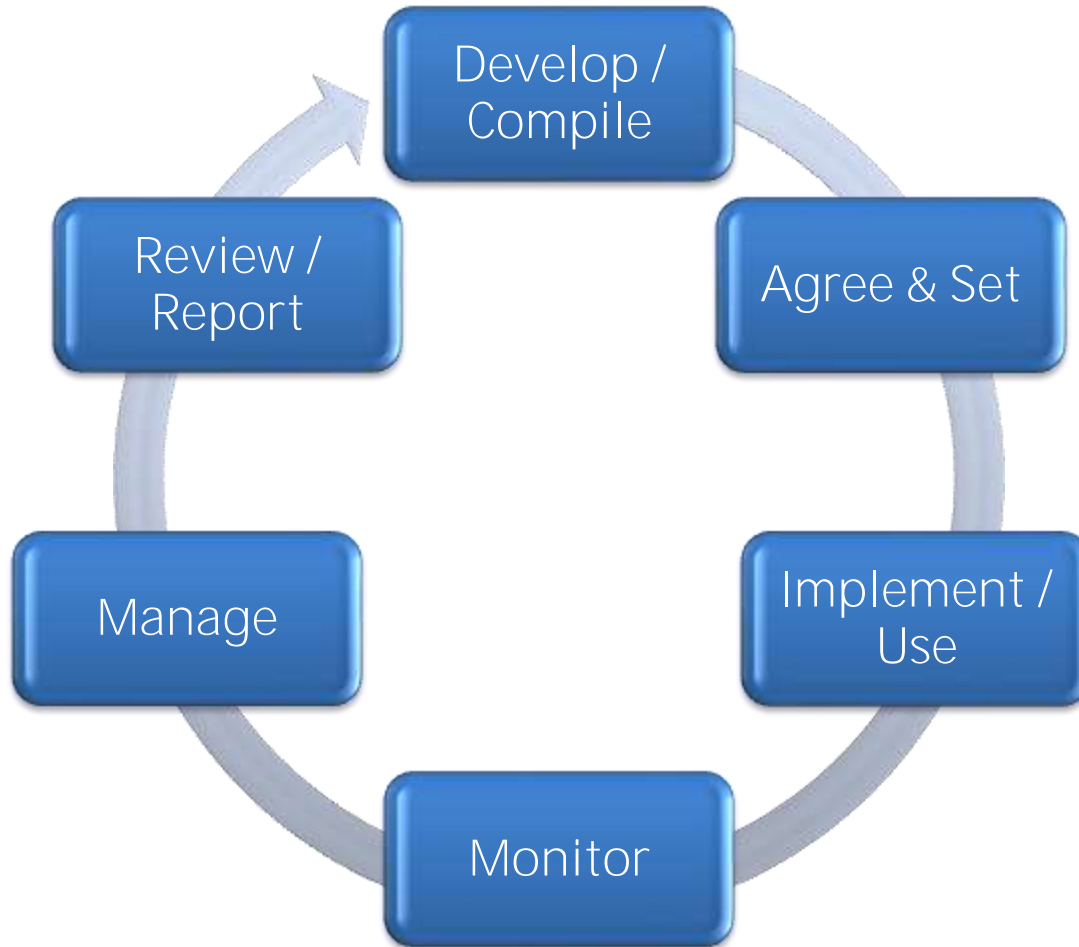 Develop /
Compile
Agree & Set
Implement /
Use
Monitor
Manage
Review /
Report